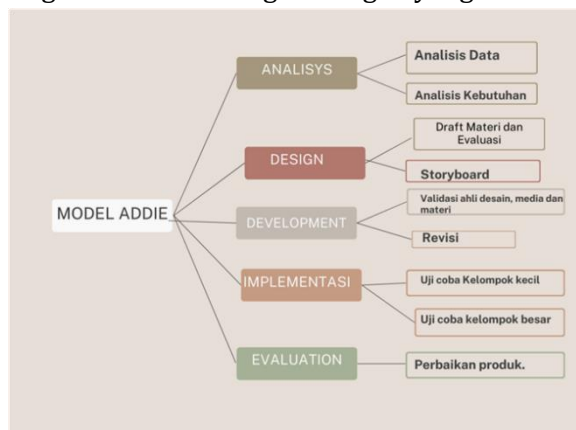 ANALISYS
Analisis Data
Analisis Kebutuhan
DESIGN
Draft Materi dan
Evaluasi
Storyboard
MODEL ADDIE
DEVELOPMENT
Validasi ahli desain, media dan
materi
Revisi
IMPLEMENTASI
Uji coba Kelompok kecil
Uji coba kelompok besar
EVALUATION
Perbaikan produk.